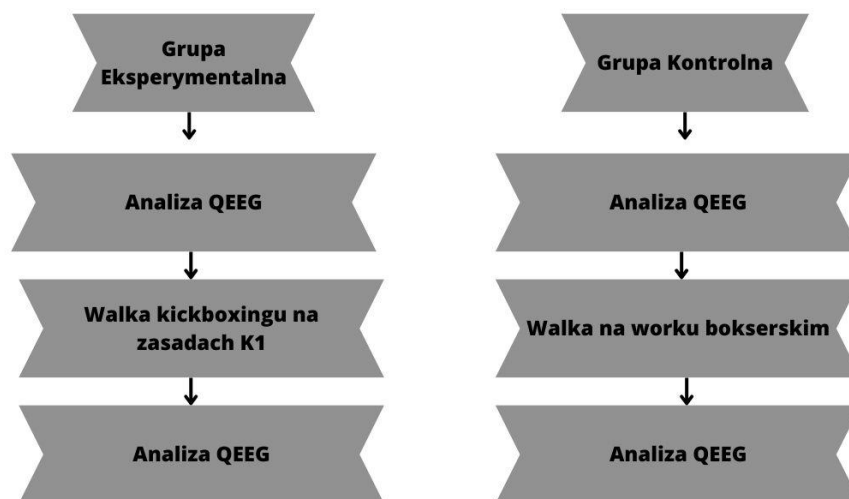 Grupa
Eksperymentalna
Analiza QEEG
Walka kickboxingu na
zasadach K1
Analiza QEEG
Grupa Kontrolna
Analiza QEEG
Walka na worku bokserskim
Analiza QEEG